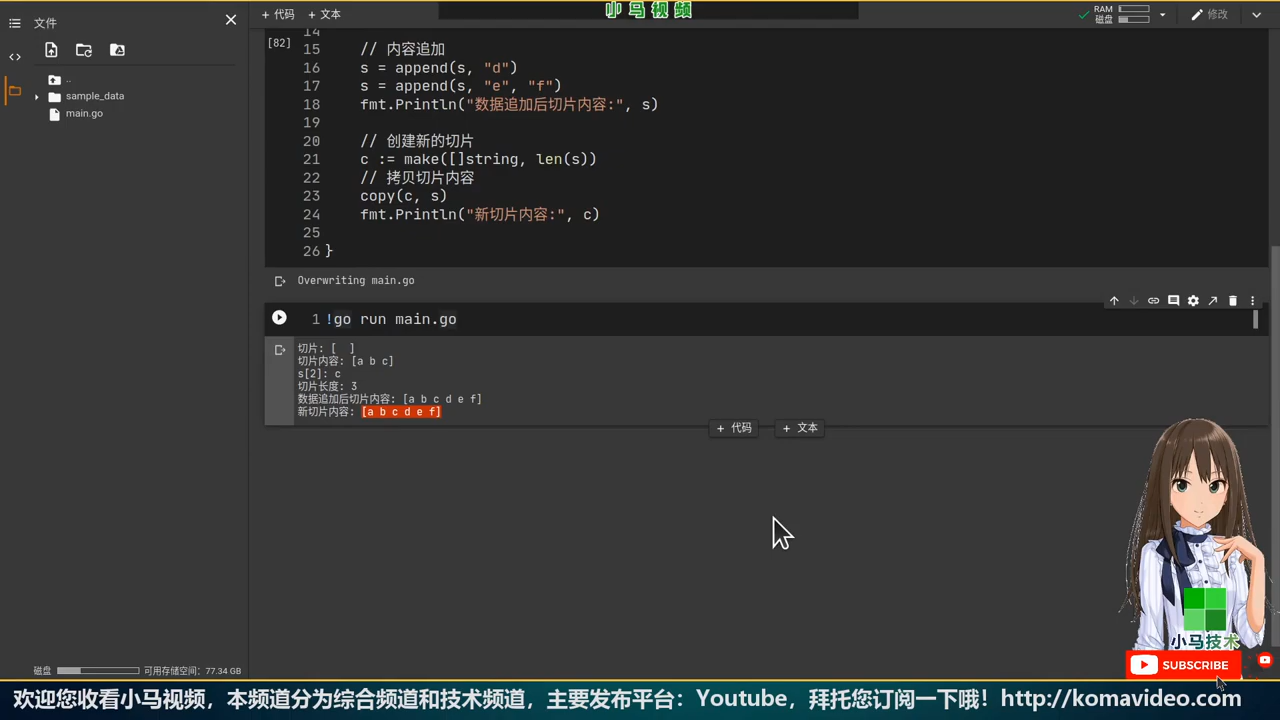 文件
+ 代码 + 文本
小马视频
RAM
磁盘
修改
..
sample_data
main.go
[82]
14
15 // 内容追加
16 s = append(s, "d")
17 s = append(s, "e", "f")
18 fmt.Println("数据追加后切片内容:", s)
19
20 // 创建新的切片
21 c := make([]string, len(s))
22 // 拷贝切片内容
23 copy(c, s)
24 fmt.Println("新切片内容:", c)
25
26 }
Overwriting main.go
1 !go run main.go
切片: [  ]
切片内容: [a b c]
s[2]: c
切片长度: 3
数据追加后切片内容: [a b c d e f]
新切片内容: [a b c d e f]
+ 代码 + 文本
小马技术
SUBSCRIBE
磁盘 可用存储空间：77.34 GB
欢迎您收看小马视频，本频道分为综合频道和技术频道，主要发布平台：Youtube，拜托您订阅一下哦！http://komavideo.com